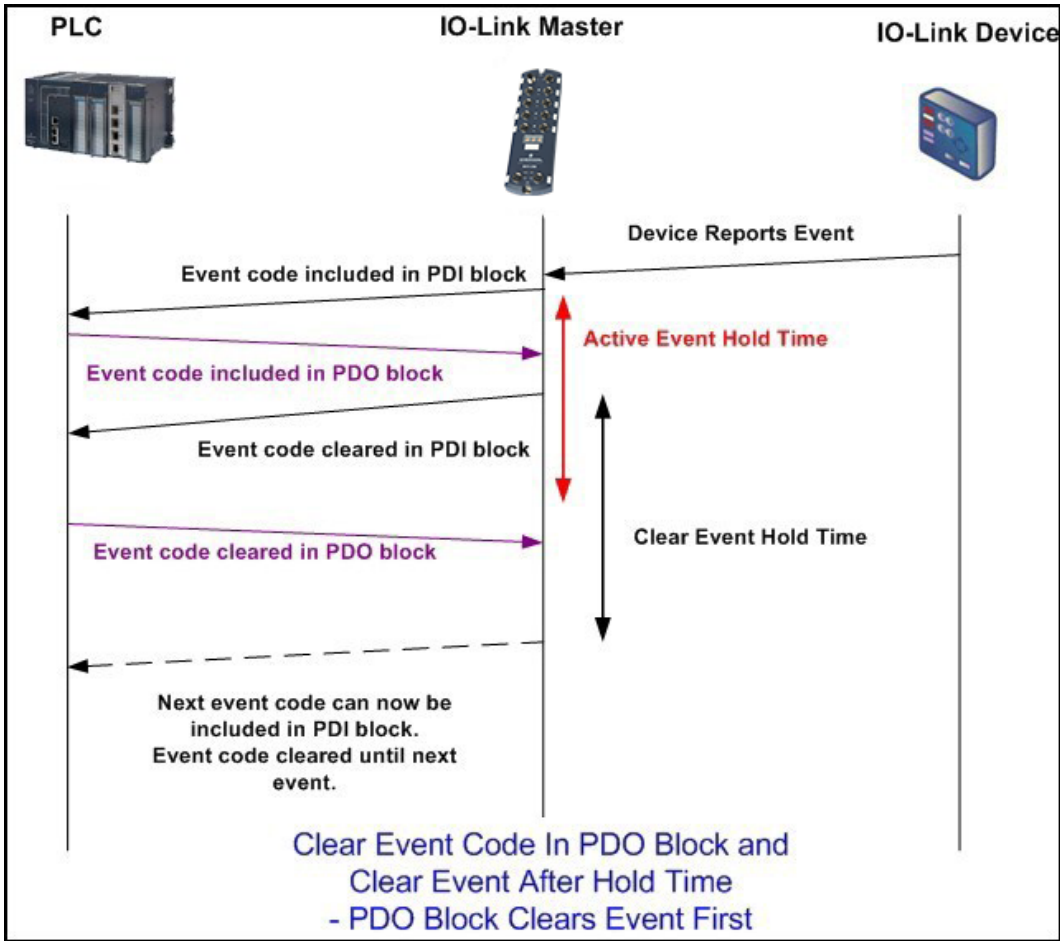 PLC
IO-Link Master
IO-Link Device
Device Reports Event
Event code included in PDI block
Active Event Hold Time
Event code included in PDO block
Event code cleared in PDI block
Clear Event Hold Time
Event code cleared in PDO block
Next event code can now be
included in PDI block.
Event code cleared until next
event.
Clear Event Code In PDO Block and
Clear Event After Hold Time
- PDO Block Clears Event First